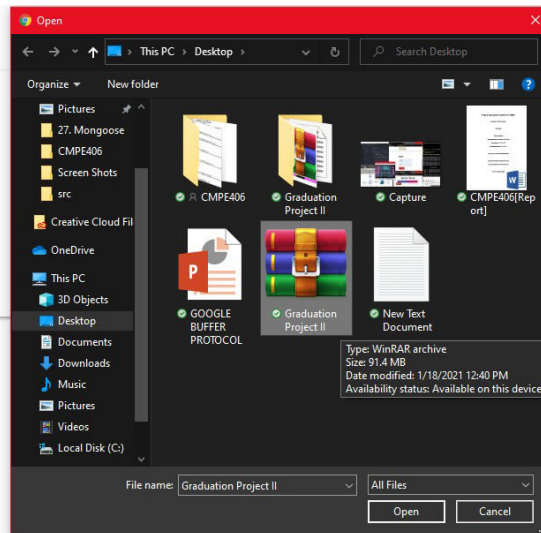 Open
This PC > Desktop >
Search Desktop
Organize
New folder
Pictures
27. Mongoose
CMPE406
Screen Shots
src
Creative Cloud Fil
OneDrive
This PC
3D Objects
Desktop
Documents
Downloads
Music
Pictures
Videos
Local Disk (C:)
CMPE406
Graduation
Project II
Capture
CMPE406[Rep
ort]
GOOGLE
BUFFER
PROTOCOL
Graduation
Project II
New Text
Document
Type: WinRAR archive
Size: 91.4 MB
Date modified: 1/18/2021 12:40 PM
Availability status: Available on this device
File name: Graduation Project II
All Files
Open
Cancel